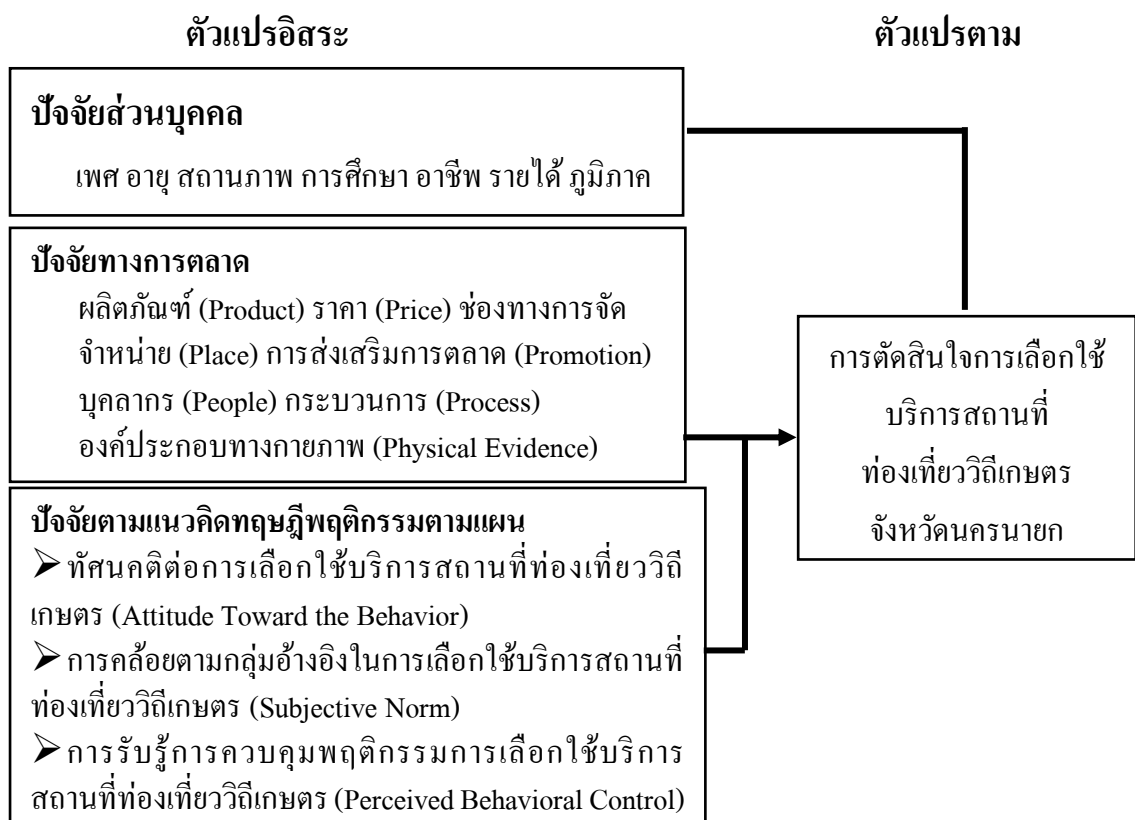 ตัวแปรอิสระ
ตัวแปรตาม
ปัจจัยส่วนบุคคล
เพศ อายุ สถานภาพ การศึกษา อาชีพ รายได้ ภูมิภาค
ปัจจัยทางการตลาด
ผลิตภัณฑ์ (Product) ราคา (Price) ช่องทางการจัด
จำหน่าย (Place) การส่งเสริมการตลาด (Promotion)
บุคลากร (People) กระบวนการ (Process)
องค์ประกอบทางกายภาพ (Physical Evidence)
ปัจจัยตามแนวคิดทฤษฎีพฤติกรรมตามแผน
➢ ทัศนคติต่อการเลือกใช้บริการสถานที่ท่องเที่ยววิถี
เกษตร (Attitude Toward the Behavior)
➢ การคล้อยตามกลุ่มอ้างอิงในการเลือกใช้บริการสถานที่
ท่องเที่ยววิถีเกษตร (Subjective Norm)
➢ การรับรู้การควบคุมพฤติกรรมการเลือกใช้บริการ
สถานที่ท่องเที่ยววิถีเกษตร (Perceived Behavioral Control)
การตัดสินใจการเลือกใช้
บริการสถานที่
ท่องเที่ยววิถีเกษตร
จังหวัดนครนายก